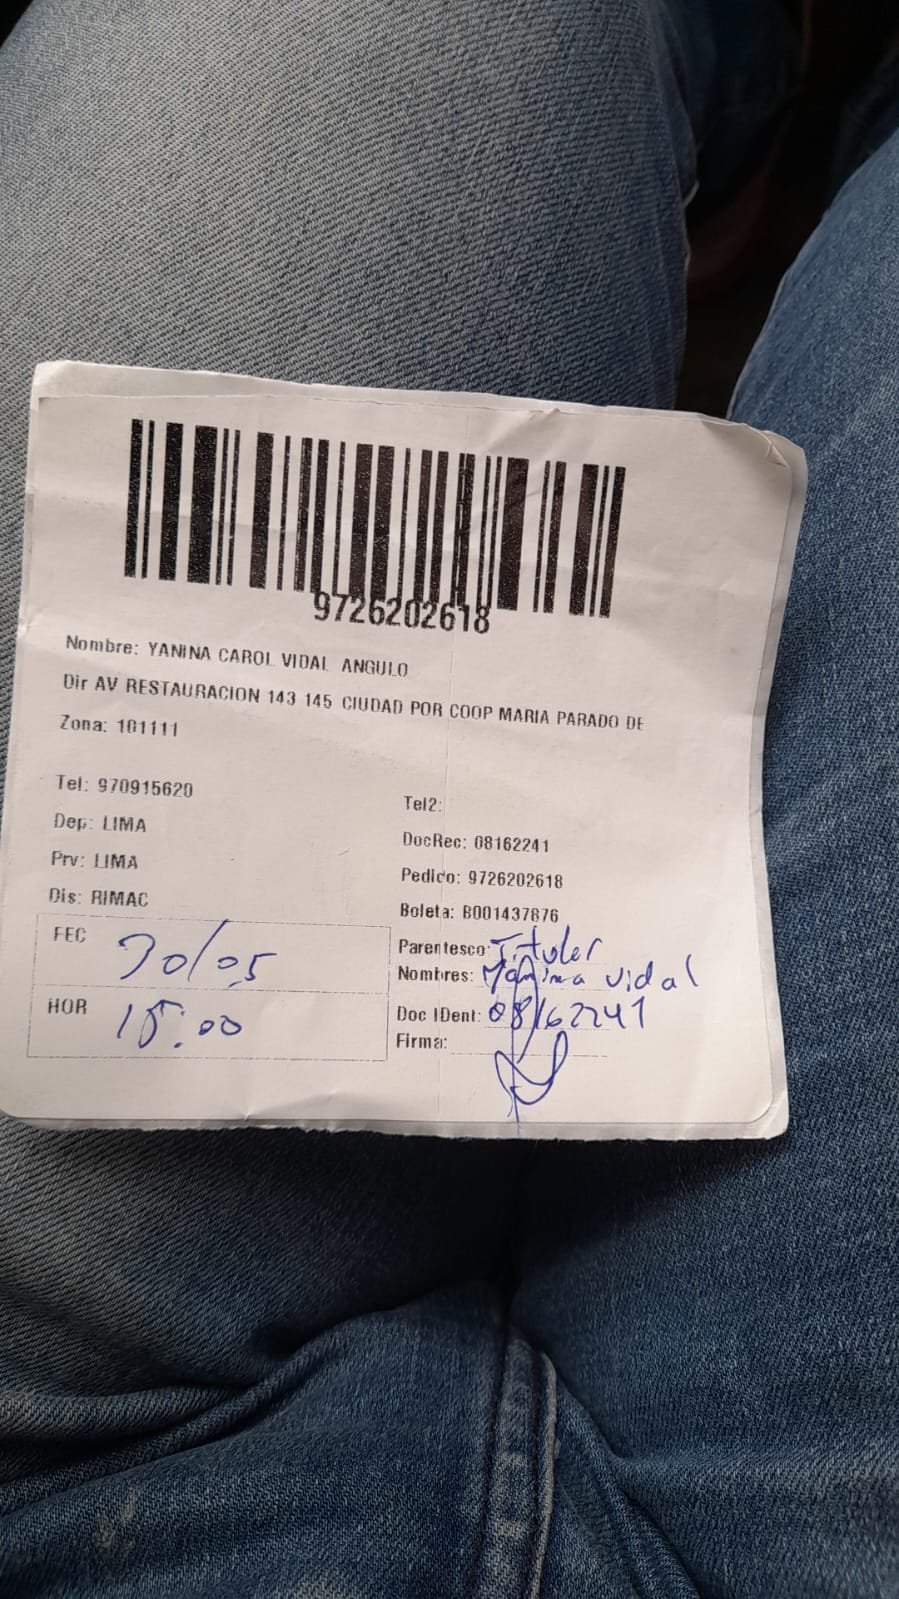 9726202618
Nombre: YANINA CAROL VIDAL ANGULO
Dir AV RESTAURACION 143 145 CIUDAD POR COOP MARIA PARADO DE
Zona: 101111
Tel: 970915620
Tel2:
Dep: LIMA
DocRec: 08162241
Prv: LIMA
Pedido: 9726202618
Dis: RIMAC
Boleta: B001437876
FEC 30/05
Parentesco: Titular
Nombres: Yanina Vidal
HOR 15:00
Doc IDent: 08162241
Firma: